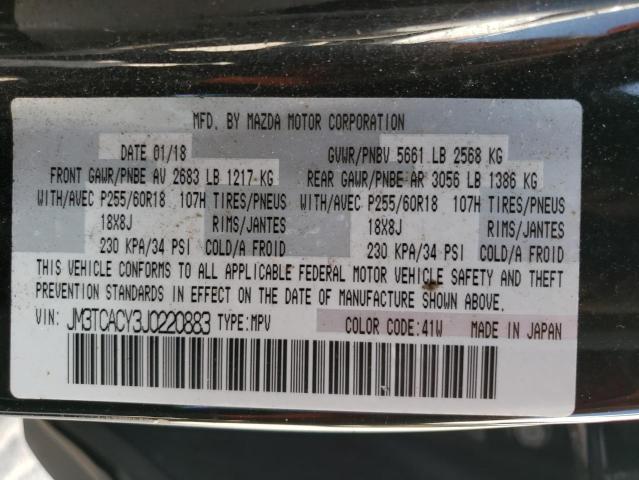 MFD. BY MAZDA MOTOR CORPORATION
DATE 01/18 GVWR/PNBV 5661 LB 2568 KG
FRONT GAWR/PNBE AV 2683 LB 1217 KG REAR GAWR/PNBE AR 3056 LB 1386 KG
WITH/AVEC P255/60R18 107H TIRES/PNEUS WITH/AVEC P255/60R18 107H TIRES/PNEUS
18X8J RIMS/JANTES 18X8J RIMS/JANTES
230 KPA/34 PSI COLD/A FROID 230 KPA/34 PSI COLD/A FROID
THIS VEHICLE CONFORMS TO ALL APPLICABLE FEDERAL MOTOR VEHICLE SAFETY AND THEFT
PREVENTION STANDARDS IN EFFECT ON THE DATE OF MANUFACTURE SHOWN ABOVE.
VIN: JM3TCACY3J0220883 TYPE:MPV COLOR CODE:41W MADE IN JAPAN